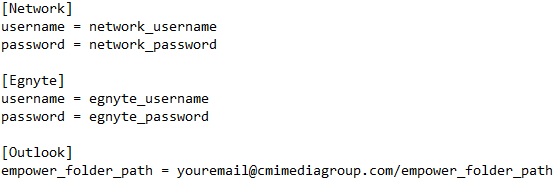 [Network]
username = network_username
password = network_password
[Egnyte]
username = egnyte_username
password = egnyte_password
[Outlook]
empower_folder_path = youremail@cmimediagroup.com/empower_folder_path